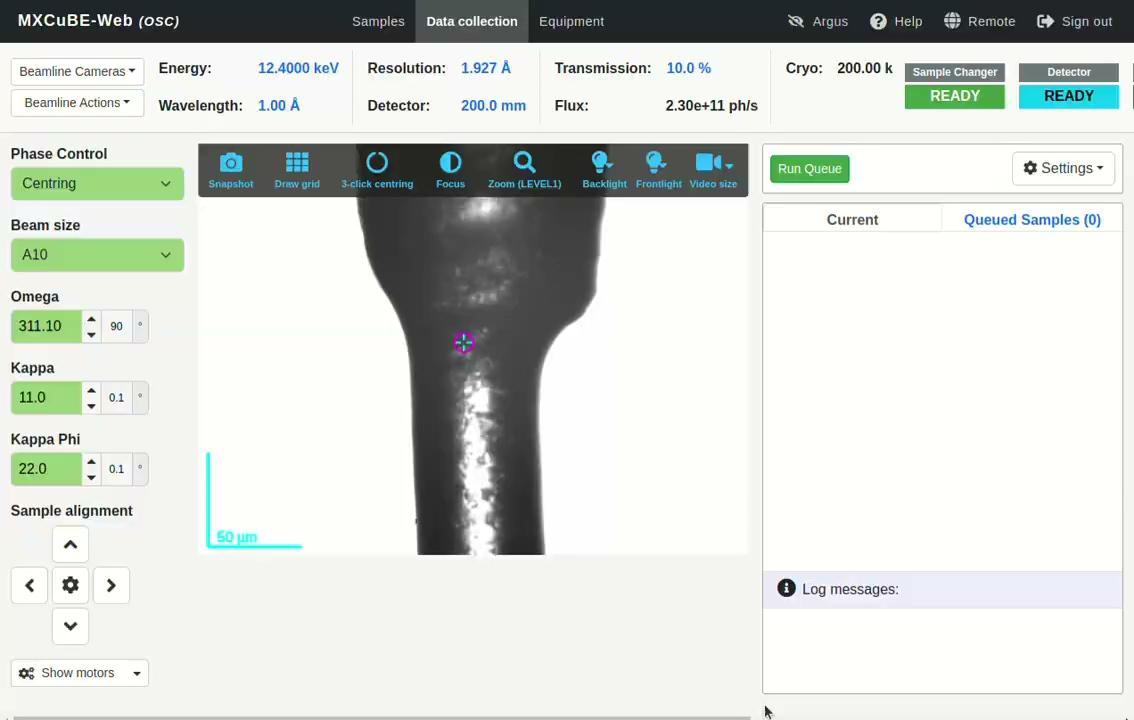 MXCuBE-Web (OSC)
Samples
Data collection
Equipment
Argus
Help
Remote
Sign out
Beamline Cameras
Beamline Actions
Energy:
12.4000 keV
Wavelength:
1.00 Å
Resolution:
1.927 Å
Detector:
200.0 mm
Transmission:
10.0 %
Flux:
2.30e+11 ph/s
Cryo:
200.00 k
Sample Changer
READY
Detector
READY
Phase Control
Centring
Beam size
A10
Omega
311.10
90
°
Kappa
11.0
0.1
°
Kappa Phi
22.0
0.1
°
Sample alignment
Show motors
Snapshot
Draw grid
3-click centring
Focus
Zoom (LEVEL1)
Backlight
Frontlight
Video size
50 µm
Run Queue
Settings
Current
Queued Samples (0)
Log messages: